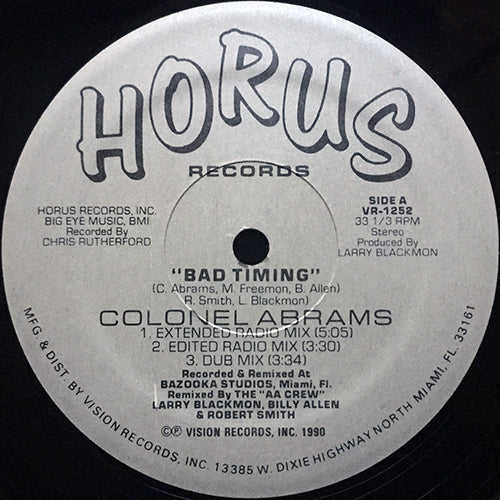 HORUS
RECORDS
HORUS RECORDS, INC.
BIG EYE MUSIC, BMI
Recorded By
CHRIS RUTHERFORD
SIDE A
VR-1252
33 1/3 RPM
Stereo
Produced By
LARRY BLACKMON
"BAD TIMING"
(C. Abrams, M. Freemon, B. Allen)
R. Smith, L. Blackmon)
COLONEL ABRAMS
1. EXTENDED RADIO MIX (5:05)
2. EDITED RADIO MIX (3:30)
3. DUB MIX (3:34)
Recorded & Remixed At
BAZOOKA STUDIOS, Miami, Fl.
Remixed By THE "AA CREW"
LARRY BLACKMON, BILLY ALLEN
& ROBERT SMITH
©℗ VISION RECORDS, INC. 1990
MFG. & DIST. BY VISION RECORDS, INC. 13385 W. DIXIE HIGHWAY NORTH MIAMI, FL. 33161